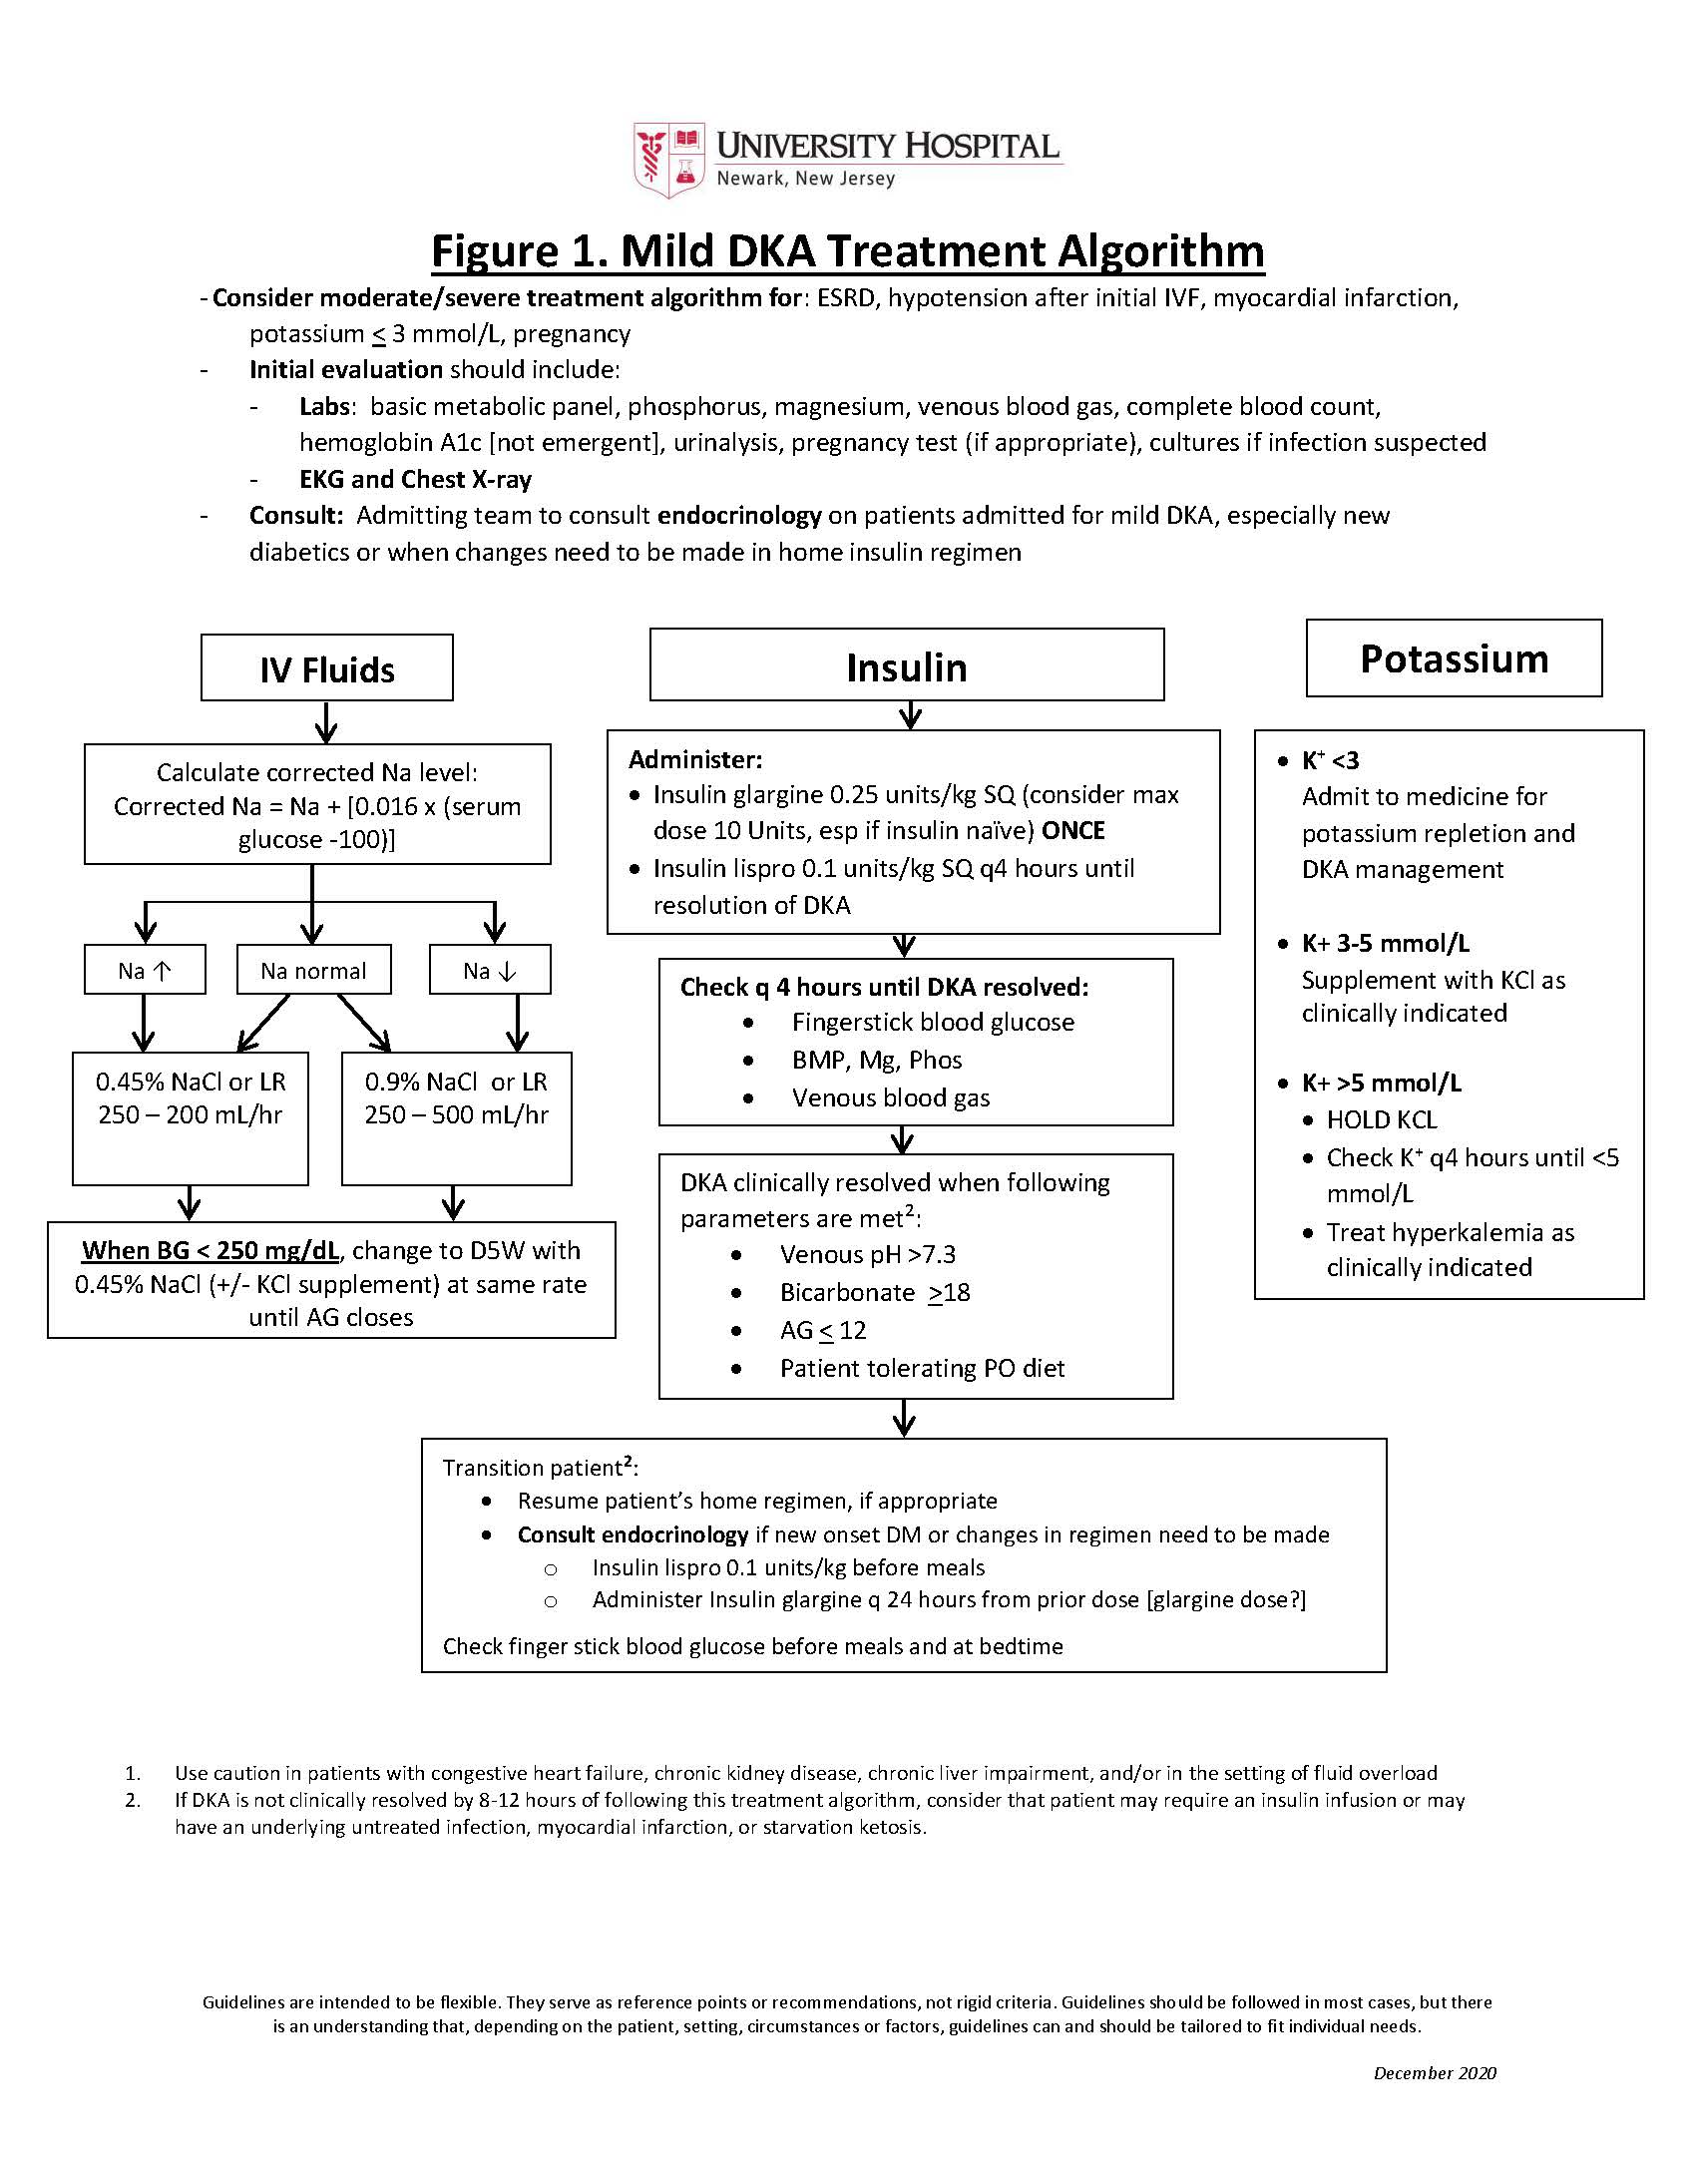 UNIVERSITY HOSPITAL
Newark, New Jersey
Figure 1. Mild DKA Treatment Algorithm
- Consider moderate/severe treatment algorithm for: ESRD, hypotension after initial IVF, myocardial infarction,
potassium ≤ 3 mmol/L, pregnancy
- Initial evaluation should include:
- Labs: basic metabolic panel, phosphorus, magnesium, venous blood gas, complete blood count,
hemoglobin A1c [not emergent], urinalysis, pregnancy test (if appropriate), cultures if infection suspected
- EKG and Chest X-ray
- Consult: Admitting team to consult endocrinology on patients admitted for mild DKA, especially new
diabetics or when changes need to be made in home insulin regimen
IV Fluids
Calculate corrected Na level:
Corrected Na = Na + [0.016 x (serum
glucose -100)]
Na ↑
Na normal
Na ↓
0.45% NaCl or LR
250 – 200 mL/hr
0.9% NaCl or LR
250 – 500 mL/hr
When BG < 250 mg/dL, change to D5W with
0.45% NaCl (+/- KCl supplement) at same rate
until AG closes
Insulin
Administer:
• Insulin glargine 0.25 units/kg SQ (consider max
dose 10 Units, esp if insulin naïve) ONCE
• Insulin lispro 0.1 units/kg SQ q4 hours until
resolution of DKA
Check q 4 hours until DKA resolved:
• Fingerstick blood glucose
• BMP, Mg, Phos
• Venous blood gas
DKA clinically resolved when following
parameters are met²:
• Venous pH >7.3
• Bicarbonate ≥18
• AG ≤ 12
• Patient tolerating PO diet
Transition patient²:
• Resume patient's home regimen, if appropriate
• Consult endocrinology if new onset DM or changes in regimen need to be made
o Insulin lispro 0.1 units/kg before meals
o Administer Insulin glargine q 24 hours from prior dose [glargine dose?]
Check finger stick blood glucose before meals and at bedtime
Potassium
• K⁺ <3
Admit to medicine for
potassium repletion and
DKA management
• K+ 3-5 mmol/L
Supplement with KCl as
clinically indicated
• K+ >5 mmol/L
• HOLD KCL
• Check K⁺ q4 hours until <5
mmol/L
• Treat hyperkalemia as
clinically indicated
1. Use caution in patients with congestive heart failure, chronic kidney disease, chronic liver impairment, and/or in the setting of fluid overload
2. If DKA is not clinically resolved by 8-12 hours of following this treatment algorithm, consider that patient may require an insulin infusion or may
have an underlying untreated infection, myocardial infarction, or starvation ketosis.
Guidelines are intended to be flexible. They serve as reference points or recommendations, not rigid criteria. Guidelines should be followed in most cases, but there
is an understanding that, depending on the patient, setting, circumstances or factors, guidelines can and should be tailored to fit individual needs.
December 2020